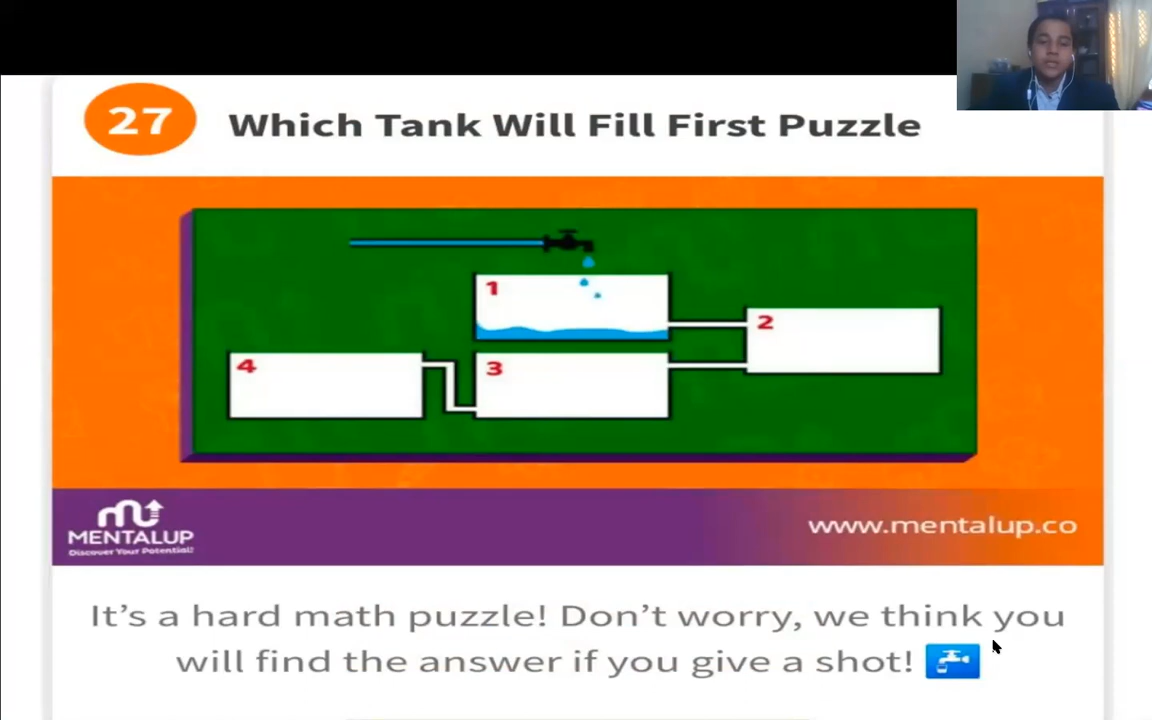 27
Which Tank Will Fill First Puzzle
1
2
4
3
MENTALUP
Discover Your Potential!
www.mentalup.co
It's a hard math puzzle! Don't worry, we think you
will find the answer if you give a shot!